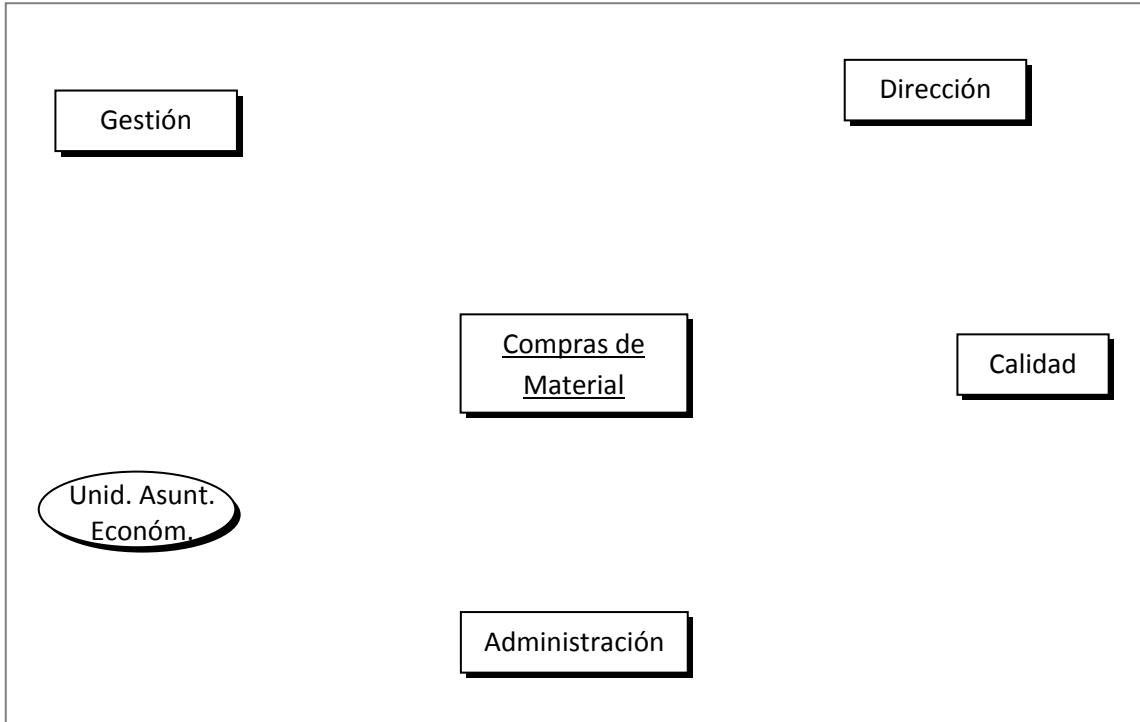 Dirección
Gestión
Compras de
Material
Calidad
Unid. Asunt.
Económ.
Administración